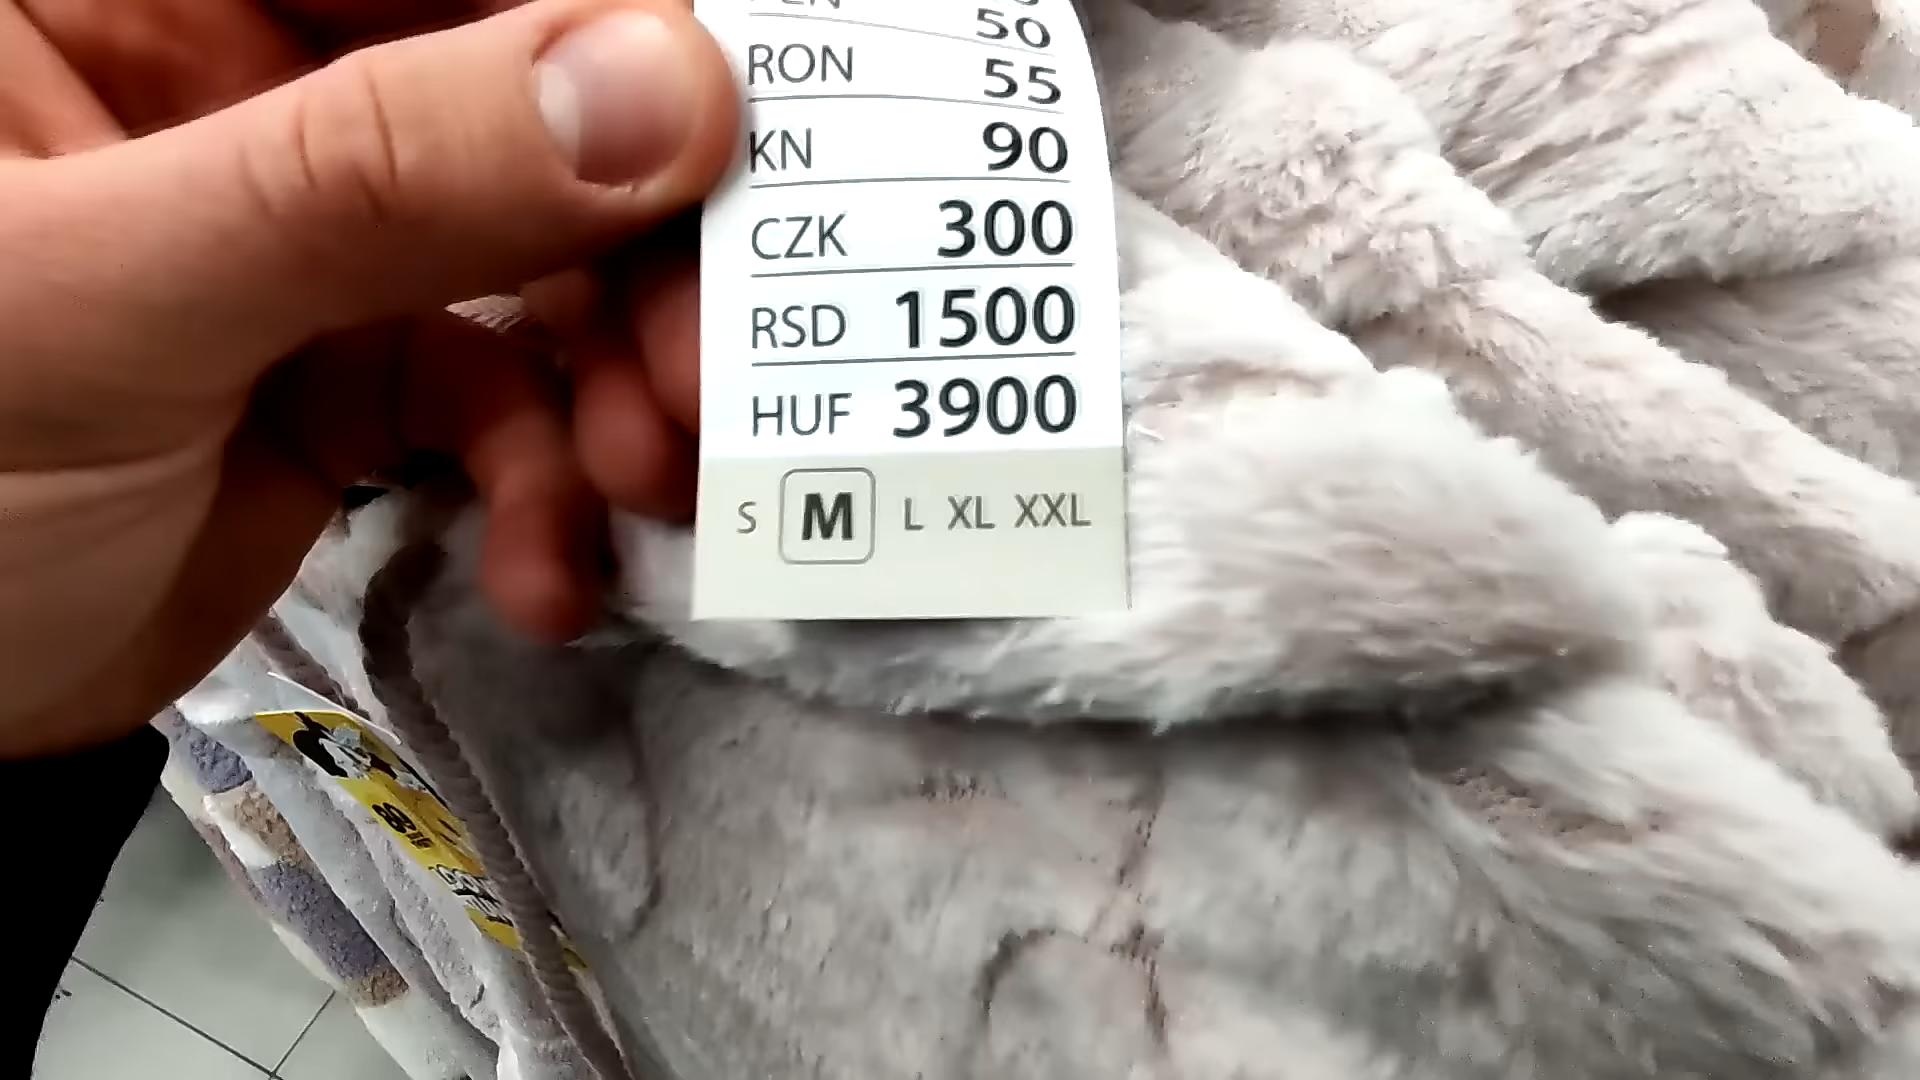 50
RON 55
KN 90
CZK 300
RSD 1500
HUF 3900
S M L XL XXL